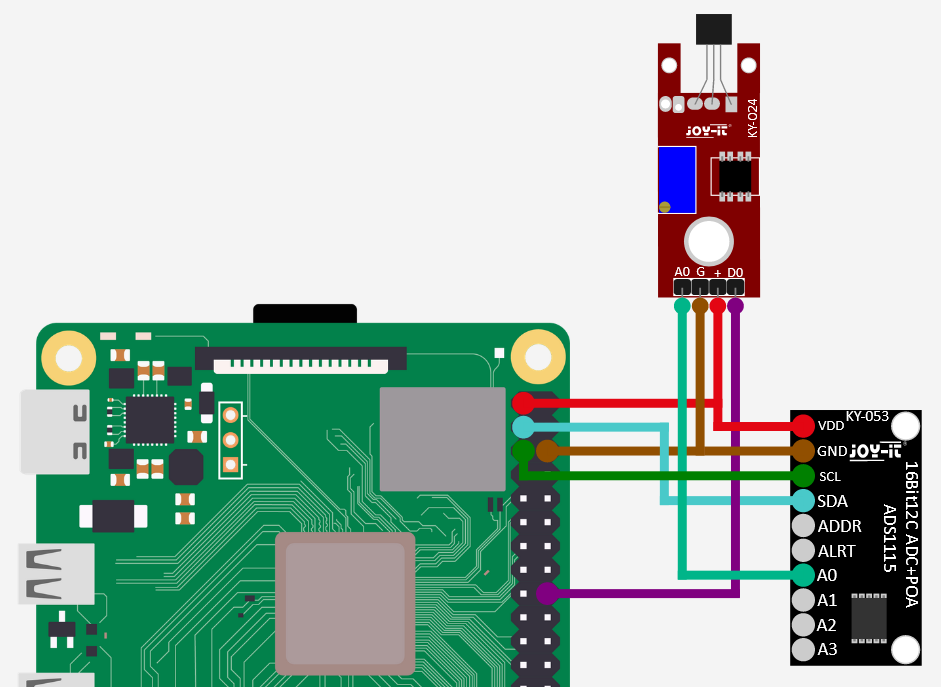 KY-024
JOY-IT
A0 G + D0
KY-053
VDD
GND
JOY-IT
SCL
SDA
ADDR
ALRT
A0
A1
A2
A3
16Bit12C ADC+POA
ADS1115